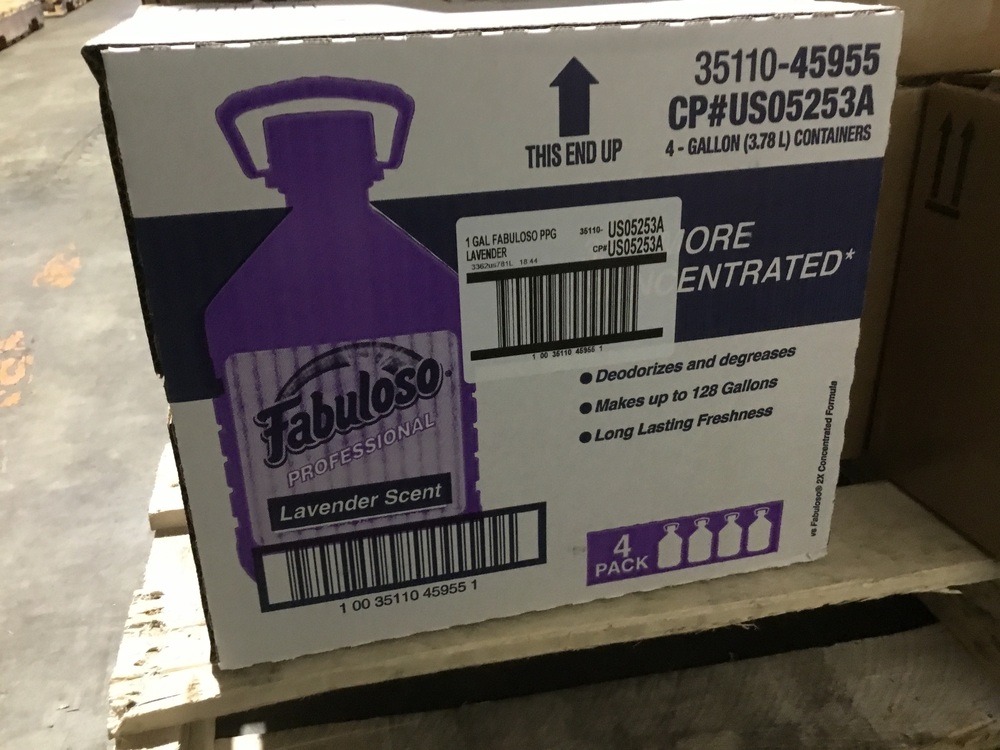 35110-45955
CP#US05253A
4 - GALLON (3.78 L) CONTAINERS
THIS END UP
1 GAL FABULOSO PPG
LAVENDER
35110- US05253A
CP# US05253A
18:44
1 00 35110 45955 1
ORE
ENTRATED*
Deodorizes and degreases
Makes up to 128 Gallons
Long Lasting Freshness
Fabuloso
PROFESSIONAL
Lavender Scent
1 00 35110 45955 1
4
PACK
vs Fabuloso® 2X Concentrated Formula